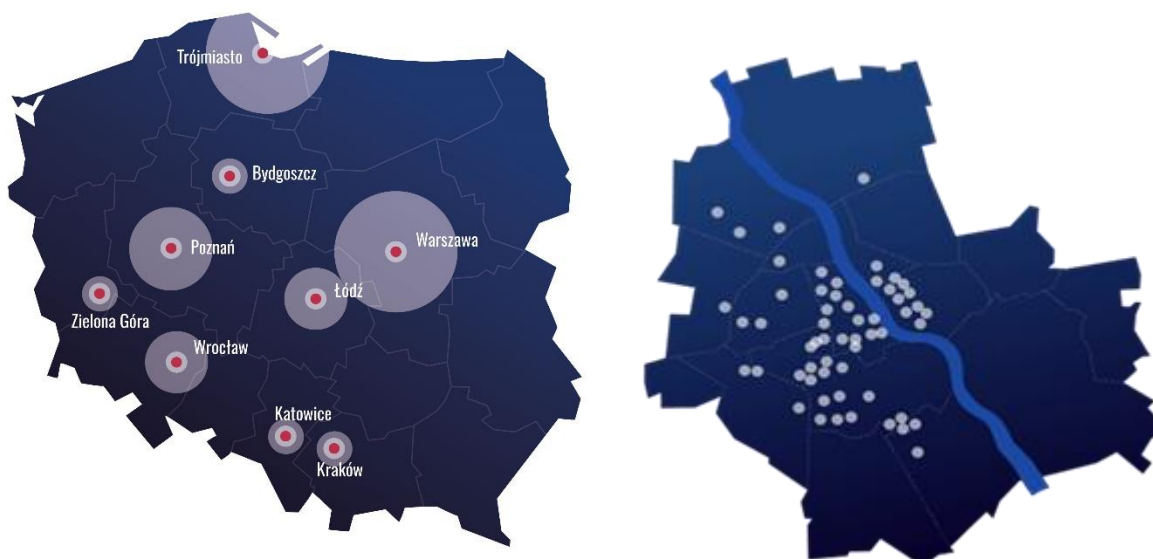 Trójmiasto
Bydgoszcz
Poznań
Warszawa
Łódź
Zielona Góra
Wrocław
Katowice
Kraków